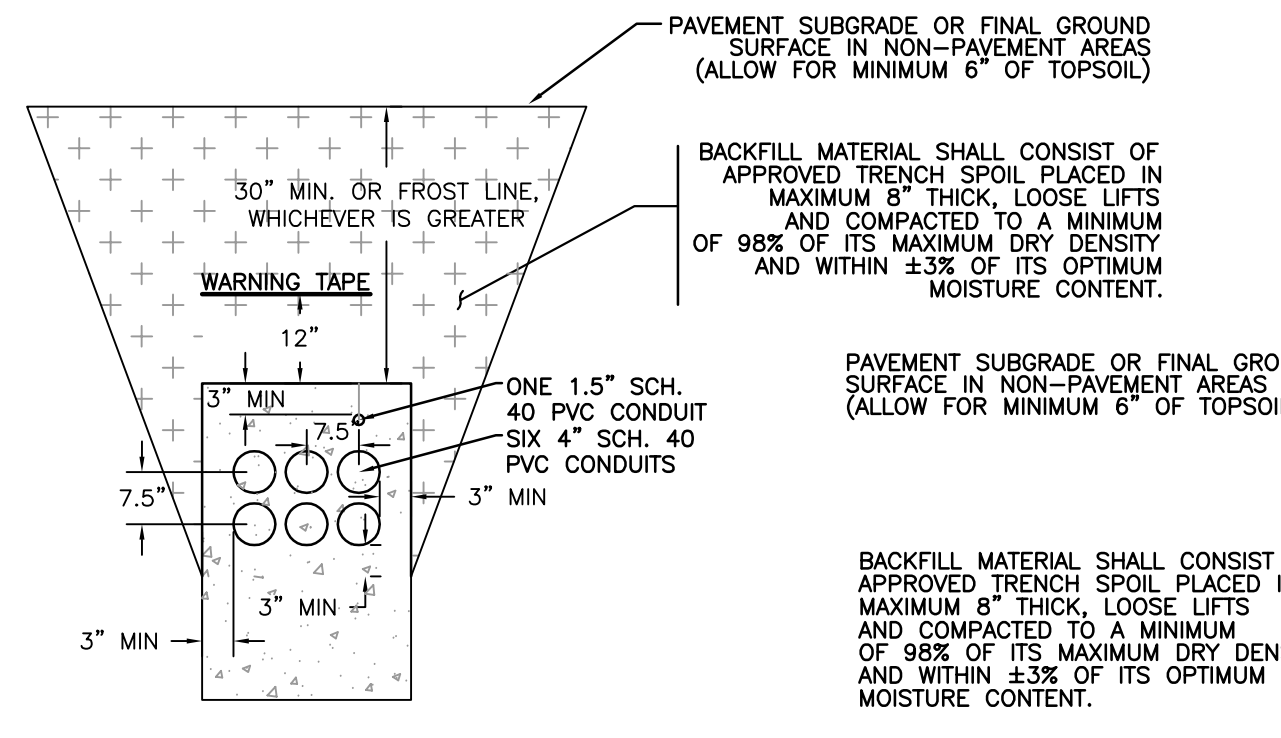 PAVEMENT SUBGRADE OR FINAL GROUND
SURFACE IN NON-PAVEMENT AREAS
(ALLOW FOR MINIMUM 6" OF TOPSOIL)
BACKFILL MATERIAL SHALL CONSIST OF
APPROVED TRENCH SPOIL PLACED IN
MAXIMUM 8" THICK, LOOSE LIFTS
AND COMPACTED TO A MINIMUM
OF 98% OF ITS MAXIMUM DRY DENSITY
AND WITHIN ±3% OF ITS OPTIMUM
MOISTURE CONTENT.
30" MIN. OR FROST LINE,
WHICHEVER IS GREATER
WARNING TAPE
12"
3" MIN
7.5"
ONE 1.5" SCH.
40 PVC CONDUIT
SIX 4" SCH. 40
PVC CONDUITS
7.5"
3" MIN
3" MIN
3" MIN
PAVEMENT SUBGRADE OR FINAL
SURFACE IN NON-PAVEMENT AREAS
(ALLOW FOR MINIMUM 6" OF
BACKFILL MATERIAL SHALL CONSIST
APPROVED TRENCH SPOIL PLACED
MAXIMUM 8" THICK, LOOSE LIFTS
AND COMPACTED TO A MINIMUM
OF 98% OF ITS MAXIMUM DRY
AND WITHIN ±3% OF ITS OPTIMUM
MOISTURE CONTENT.